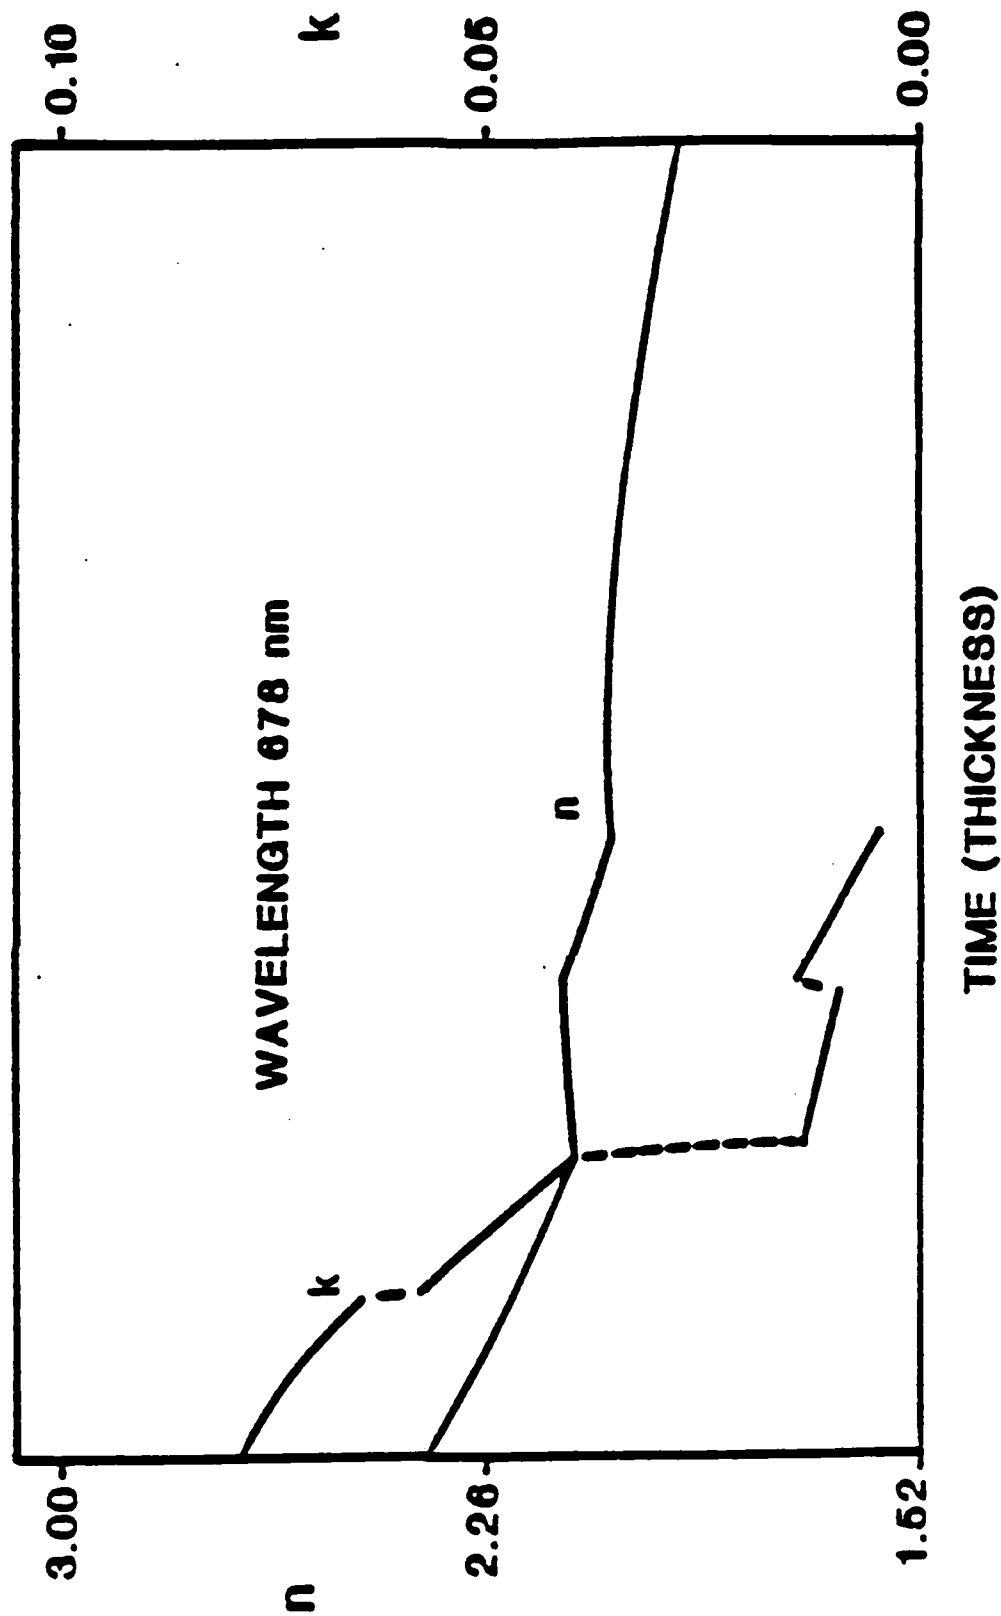 n
3.00
2.26
1.52
WAVELENGTH 678 nm
k
n
k
0.10
0.05
0.00
TIME (THICKNESS)